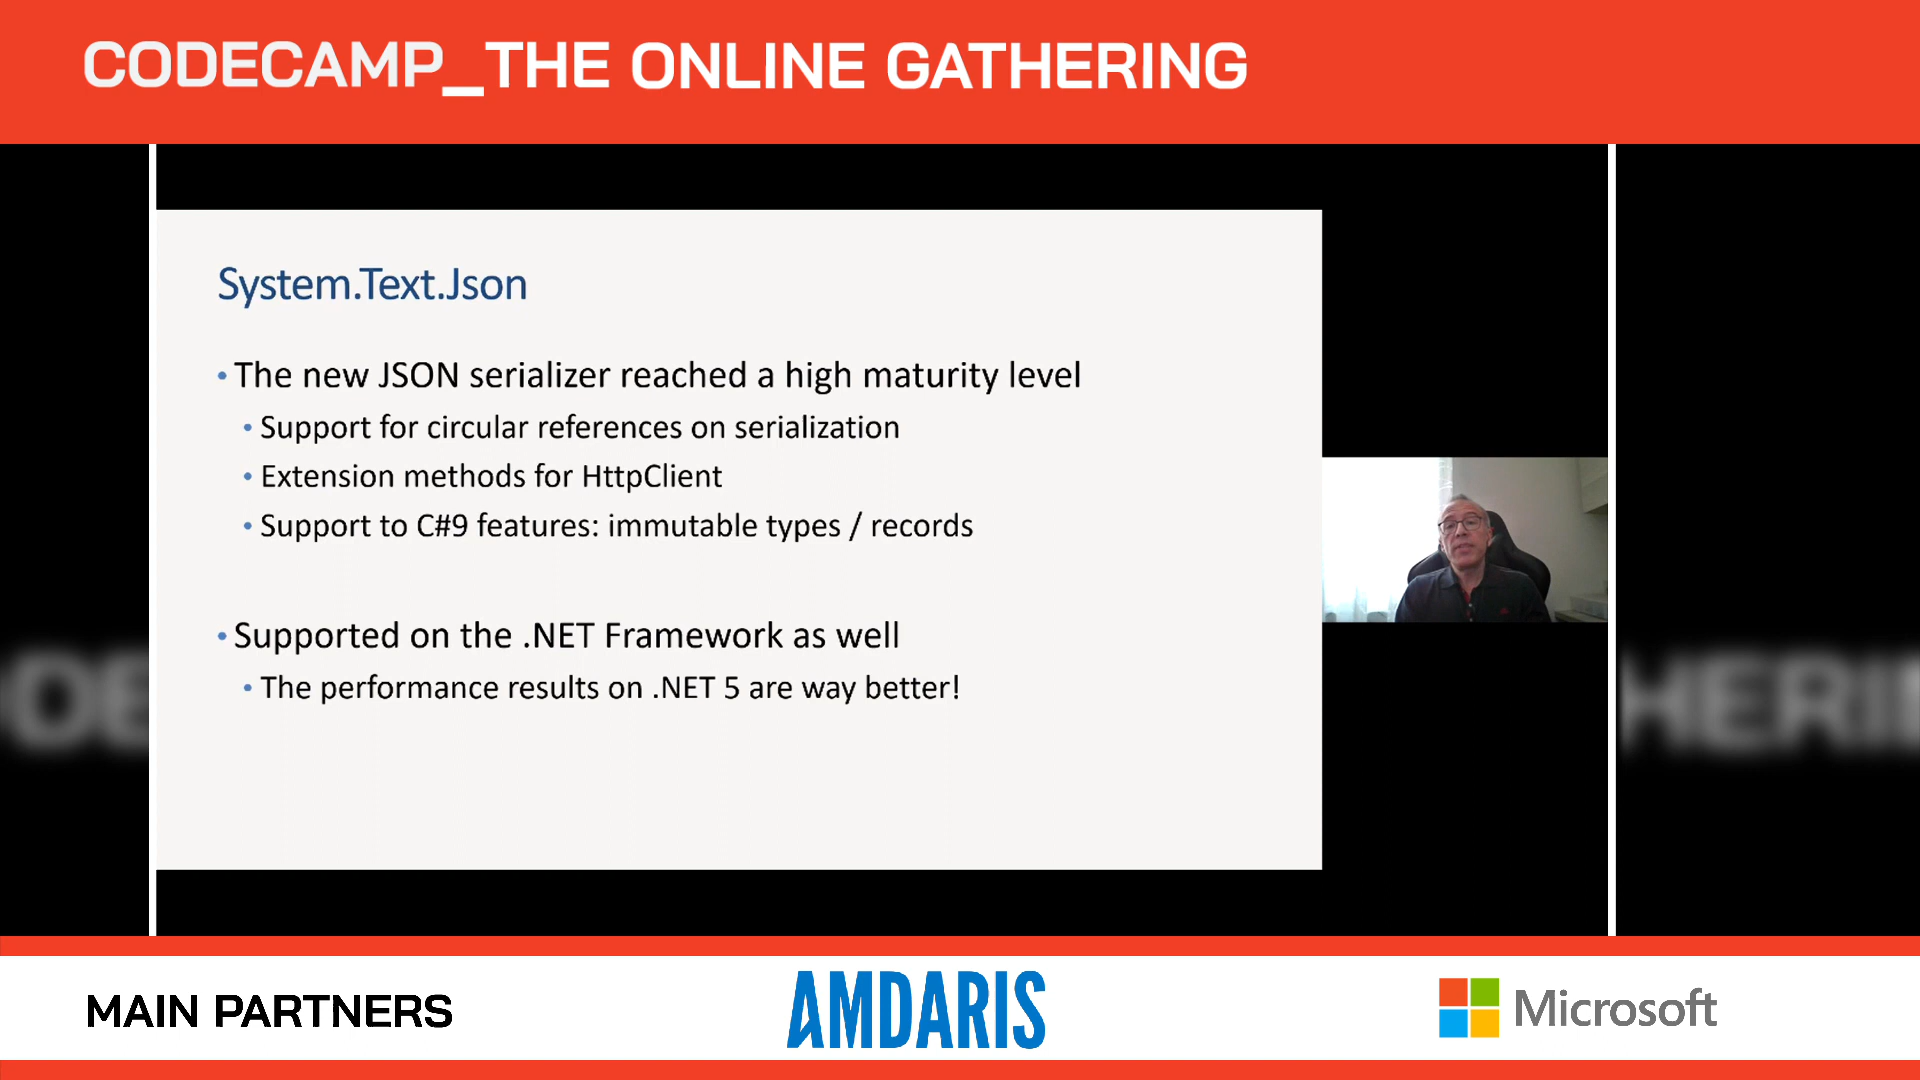 CODECAMP_THE ONLINE GATHERING
System.Text.Json
• The new JSON serializer reached a high maturity level
• Support for circular references on serialization
• Extension methods for HttpClient
• Support to C#9 features: immutable types / records
• Supported on the .NET Framework as well
• The performance results on .NET 5 are way better!
MAIN PARTNERS
AMDARIS
Microsoft